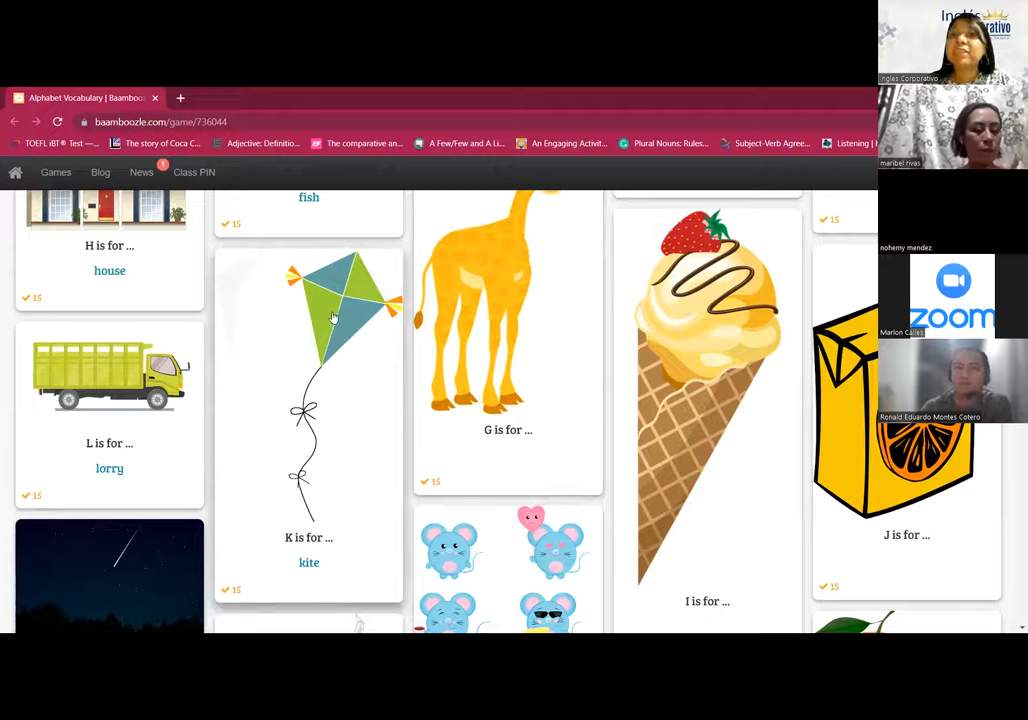 Alphabet Vocabulary | Baambooz
baamboozle.com/game/736044
TOEFL iBT® Test —...
The story of Coca C...
Adjective: Definitio...
The comparative an...
A Few/Few and A Li...
An Engaging Activit...
Plural Nouns: Rules...
Subject-Verb Agree...
Listening |
Games
Blog
News
1
Class PIN
H is for ...
house
15
fish
15
15
L is for ...
lorry
15
K is for ...
kite
15
G is for ...
15
I is for ...
J is for ...
15
Inglés Corporativo
maribel rivas
nohemy mendez
zoom
Marlon Calles
Ronald Eduardo Montes Cotero